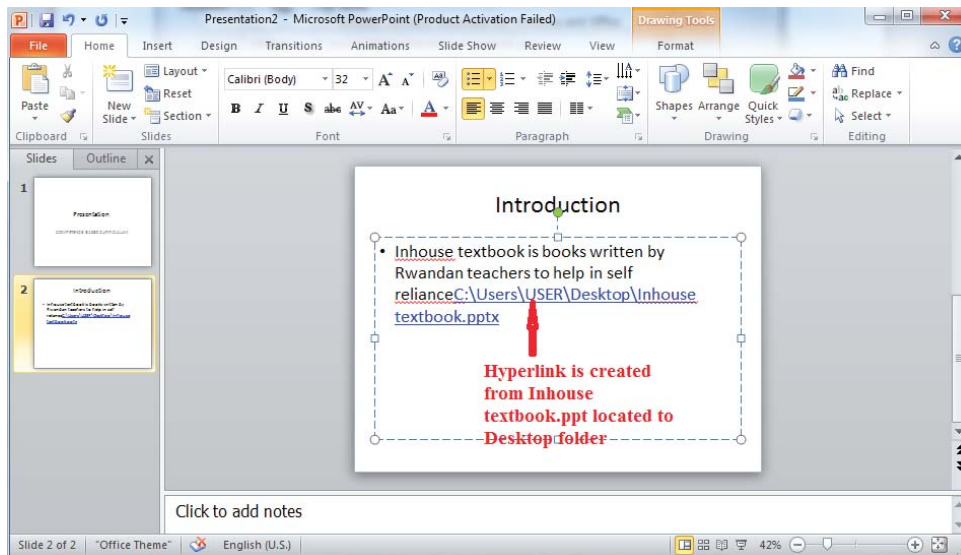 Presentation2 - Microsoft PowerPoint (Product Activation Failed)
Drawing Tools
File Home Insert Design Transitions Animations Slide Show Review View Format
Paste
Clipboard
New
Slide
Layout
Reset
Section
Slides
Calibri (Body) 32
B I U S abc AV Aa A
Font
Paragraph
Shapes Arrange Quick
Styles
Drawing
Find
Replace
Select
Editing
Slides Outline
1
Presentation
2
Introduction
Introduction
• Inhouse textbook is books written by
Rwandan teachers to help in self
relianceC:\Users\USER\Desktop\Inhouse
textbook.pptx
Hyperlink is created
from Inhouse
textbook.ppt located to
Desktop folder
Click to add notes
Slide 2 of 2 "Office Theme" English (U.S.) 42%